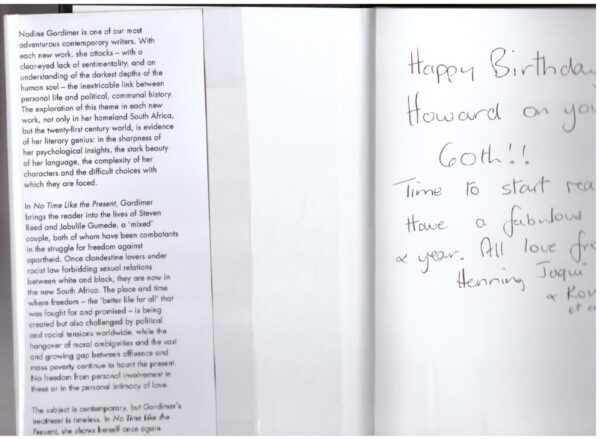 Nadine Gordimer is one of our most
adventurous contemporary writers. With
each new work, she attacks – with a
clear-eyed lack of sentimentality, and an
understanding of the darkest depths of the
human soul – the inextricable link between
personal life and political, communal history.
The exploration of this theme in each new
work, not only in her homeland South Africa,
but the twenty-first century world, is evidence
of her literary genius: in the sharpness of
her psychological insights, the stark beauty
of her language, the complexity of her
characters and the difficult choices with
which they are faced.
In No Time Like the Present, Gordimer
brings the reader into the lives of Steven
Reed and Jabulile Gumede, a 'mixed'
couple, both of whom have been combatants
in the struggle for freedom against
apartheid. Once clandestine lovers under
racist law forbidding sexual relations
between white and black, they are now in
the new South Africa. The place and time
where freedom – the 'better life for all' that
was fought for and promised – is being
created but also challenged by political
and racial tensions worldwide, while the
hangover of moral ambiguities and the vast
and growing gap between affluence and
mass poverty continue to haunt the present.
No freedom from personal involvement in
these or in the personal intimacy of love.
The subject is contemporary, but Gordimer's
treatment is timeless. In No Time Like the
Present, she shows herself once again
Happy Birthda
Howard on yo
60th!!
Time to start rea
Have a fabulous
& year. All love fr
Henning
&
et